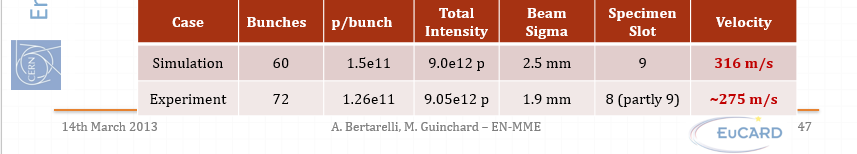 En
CERN
Case Bunches p/bunch Total Intensity Beam Sigma Specimen Slot Velocity
Simulation 60 1.5e11 9.0e12 p 2.5 mm 9 316 m/s
Experiment 72 1.26e11 9.05e12 p 1.9 mm 8 (partly 9) ~275 m/s
14th March 2013 A. Bertarelli, M. Guinchard – EN-MME EuCARD 47